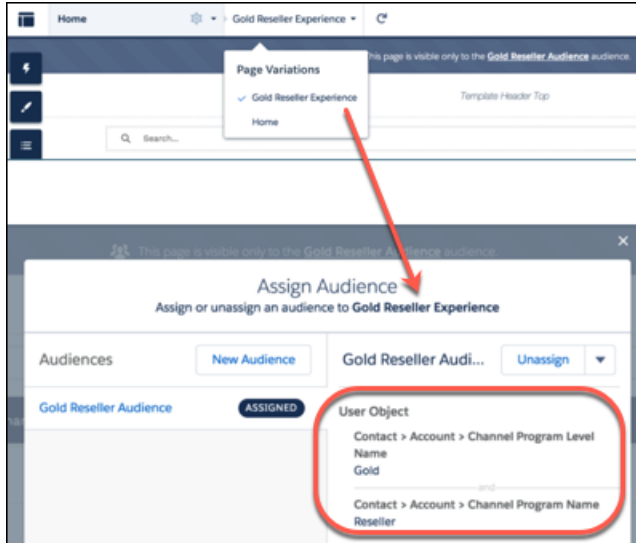 Home
Gold Reseller Experience
his page is visible only to the Gold Reseller Audience audience.
Page Variations
Gold Reseller Experience
Home
Template Header Top
Search...
This page is visible only to the Gold Reseller Audience audience.
Assign Audience
Assign or unassign an audience to Gold Reseller Experience
Audiences
New Audience
Gold Reseller Audi...
Unassign
Gold Reseller Audience
ASSIGNED
User Object
Contact > Account > Channel Program Level
Name
Gold
and
Contact > Account > Channel Program Name
Reseller